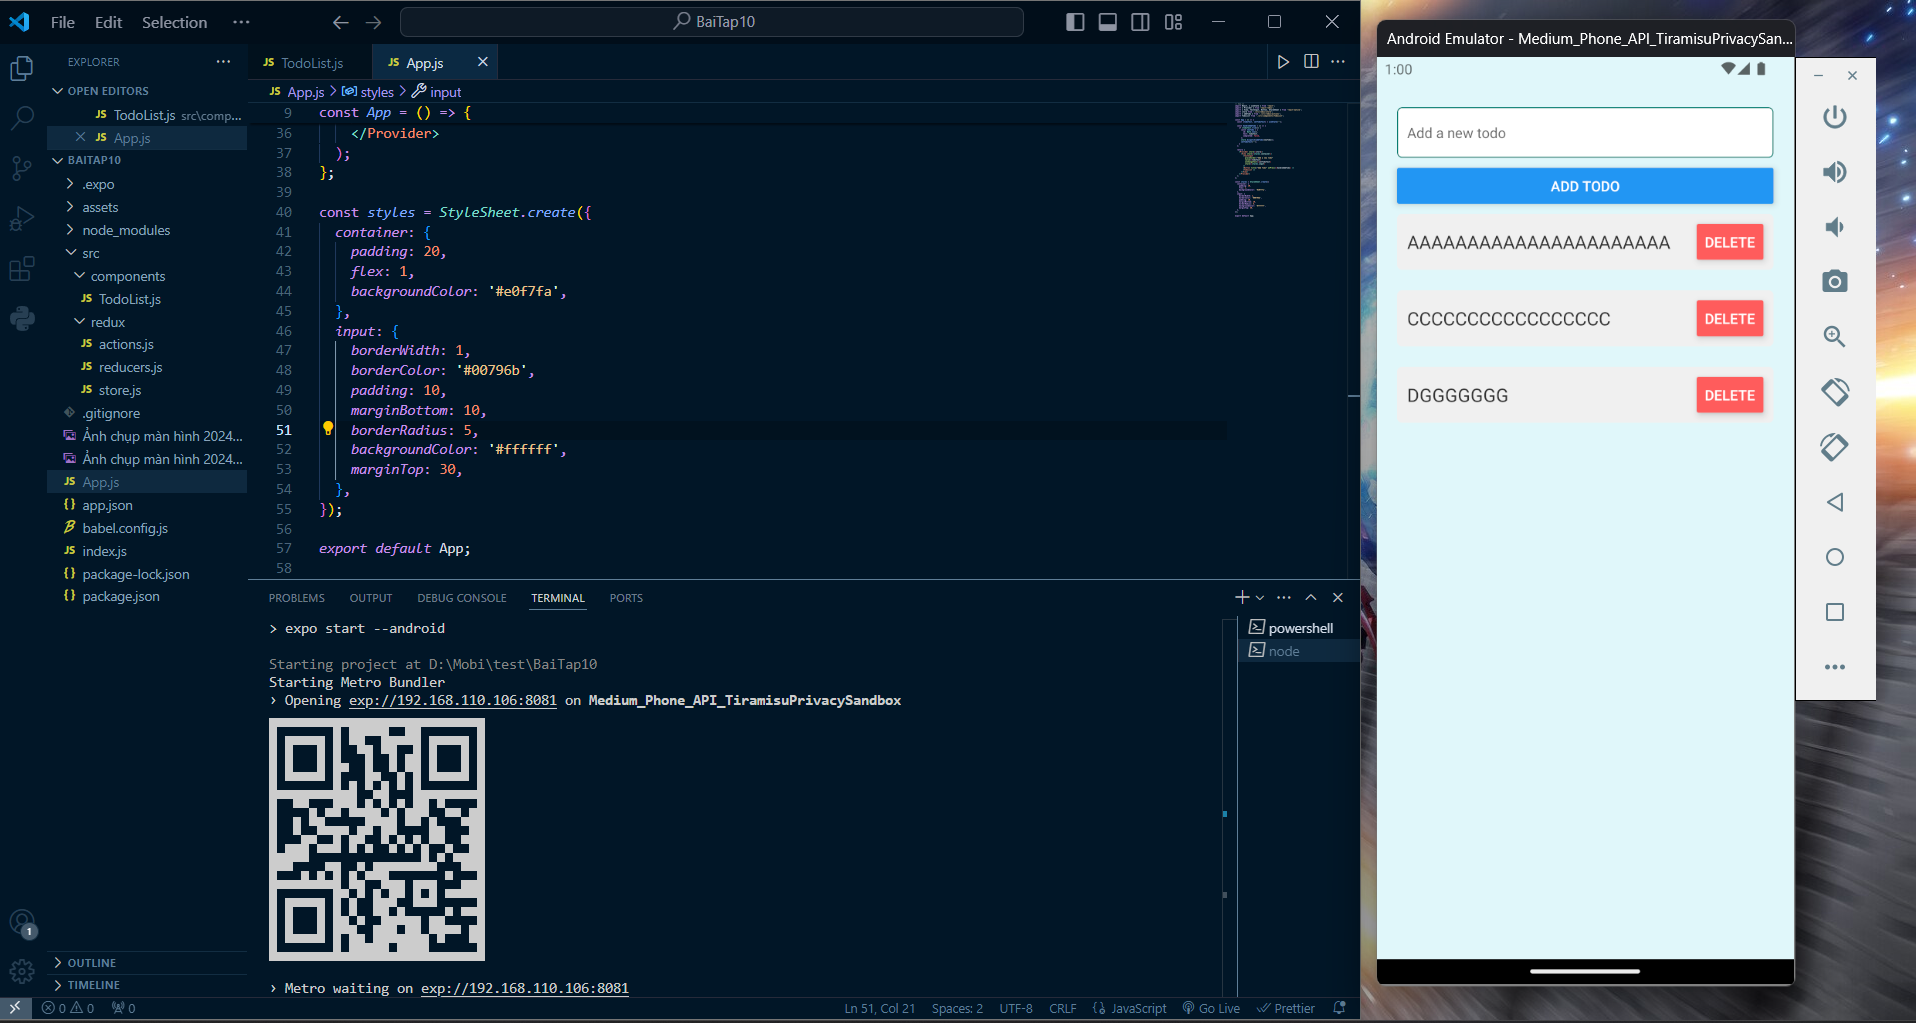 File Edit Selection ···
BaiTap10
EXPLORER
OPEN EDITORS
JS TodoList.js src\comp...
JS App.js
BAITAP10
.expo
assets
node_modules
src
components
JS TodoList.js
redux
JS actions.js
JS reducers.js
JS store.js
.gitignore
Ảnh chụp màn hình 2024...
Ảnh chụp màn hình 2024...
JS App.js
{} app.json
babel.config.js
JS index.js
{} package-lock.json
{} package.json
OUTLINE
TIMELINE
JS TodoList.js
JS App.js
JS App.js > styles > input
9 const App = () => {
36 </Provider>
37 );
38 };
39
40 const styles = StyleSheet.create({
41 container: {
42 padding: 20,
43 flex: 1,
44 backgroundColor: '#e0f7fa',
45 },
46 input: {
47 borderWidth: 1,
48 borderColor: '#00796b',
49 padding: 10,
50 marginBottom: 10,
51 borderRadius: 5,
52 backgroundColor: '#ffffff',
53 marginTop: 30,
54 },
55 });
56
57 export default App;
58
PROBLEMS OUTPUT DEBUG CONSOLE TERMINAL PORTS
> expo start --android
Starting project at D:\Mobi\test\BaiTap10
Starting Metro Bundler
› Opening exp://192.168.110.106:8081 on Medium_Phone_API_TiramisuPrivacySandbox
› Metro waiting on exp://192.168.110.106:8081
powershell
node
1
0 0 0
Ln 51, Col 21 Spaces: 2 UTF-8 CRLF {} JavaScript Go Live Prettier
Android Emulator - Medium_Phone_API_TiramisuPrivacySan...
1:00
Add a new todo
ADD TODO
AAAAAAAAAAAAAAAAAAAAAA DELETE
CCCCCCCCCCCCCCCCC DELETE
DGGGGGGG DELETE